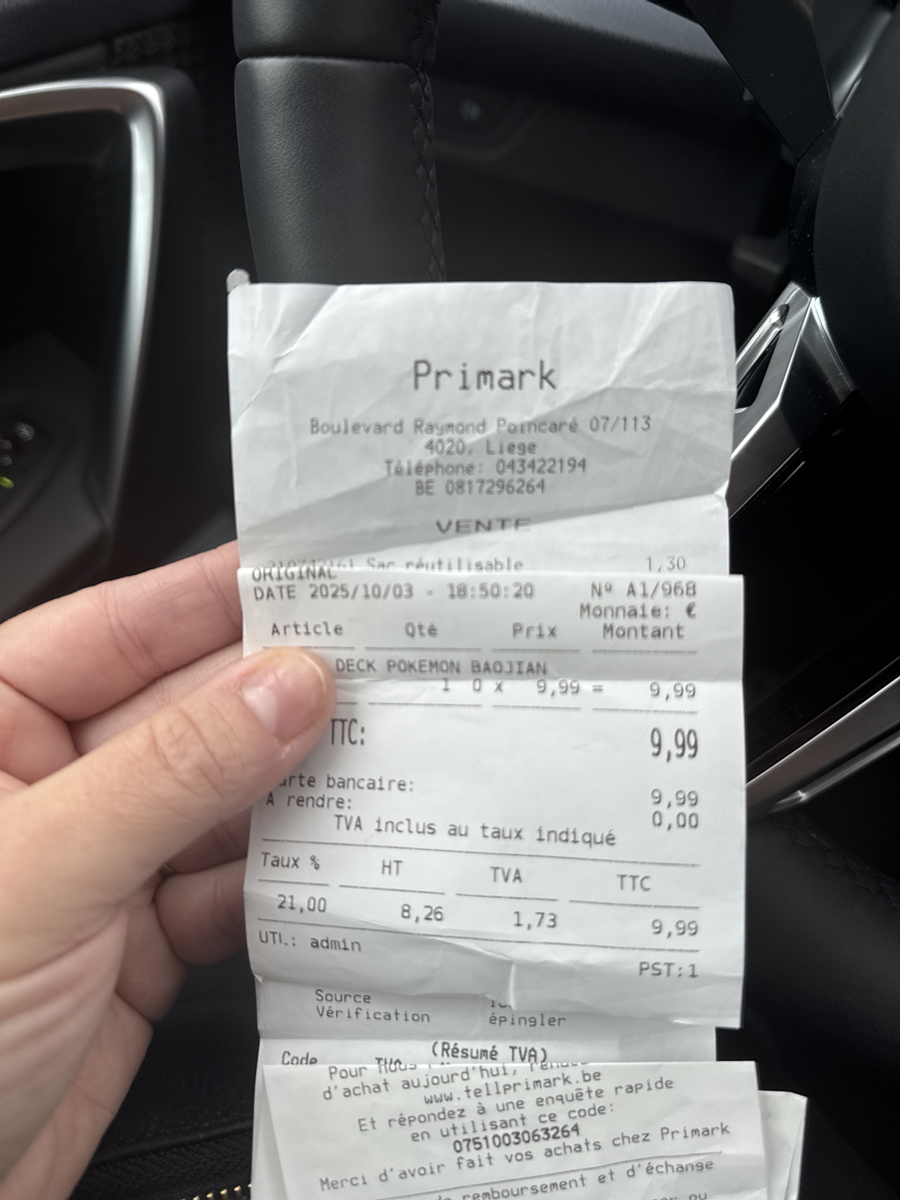 Primark
Boulevard Raymond Poincaré 07/113
4020, Liege
Téléphone: 043422194
BE 0817296264
VENTE
Sac réutilisable 1,30
ORIGINAL
DATE 2025/10/03 - 18:50:20 Nº A1/968
Monnaie: €
Article Qté Prix Montant
DECK POKEMON BAOJIAN
1 0 x 9,99 = 9,99
TTC: 9,99
arte bancaire: 9,99
A rendre: 0,00
TVA inclus au taux indiqué
Taux % HT TVA TTC
21,00 8,26 1,73 9,99
UTL.: admin
PST:1
Source
Vérification épingler
(Résumé TVA)
Code
Pour
d'achat aujourd'hui,
www.tellprimark.be
Et répondez à une enquête rapide
en utilisant ce code:
0751003063264
Merci d'avoir fait vos achats chez Primark
remboursement et d'échange